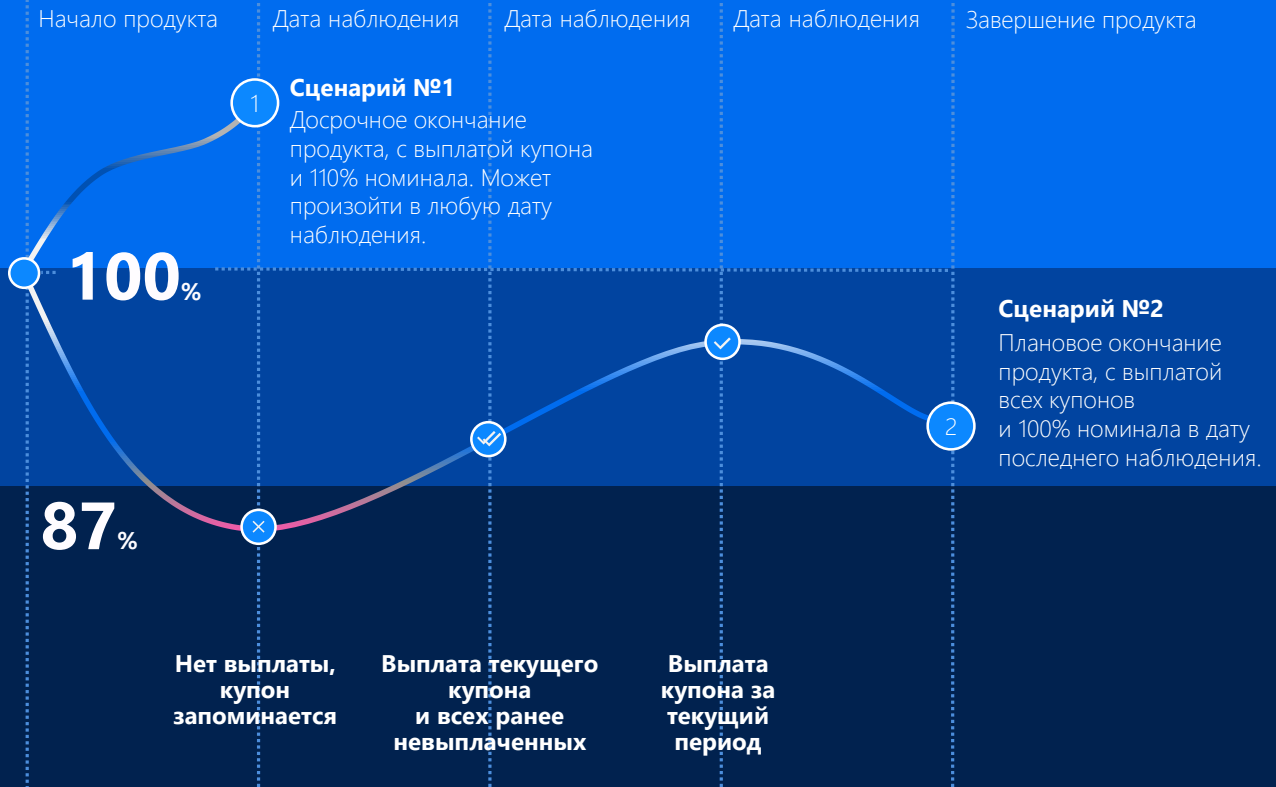 Начало продукта
Дата наблюдения
Дата наблюдения
Дата наблюдения
Завершение продукта
1
Сценарий №1
Досрочное окончание
продукта, с выплатой купона
и 110% номинала. Может
произойти в любую дату
наблюдения.
100%
Сценарий №2
Плановое окончание
продукта, с выплатой
всех купонов
и 100% номинала в дату
последнего наблюдения.
2
87%
Нет выплаты,
купон
запоминается
Выплата текущего
купона
и всех ранее
невыплаченных
Выплата
купона за
текущий
период